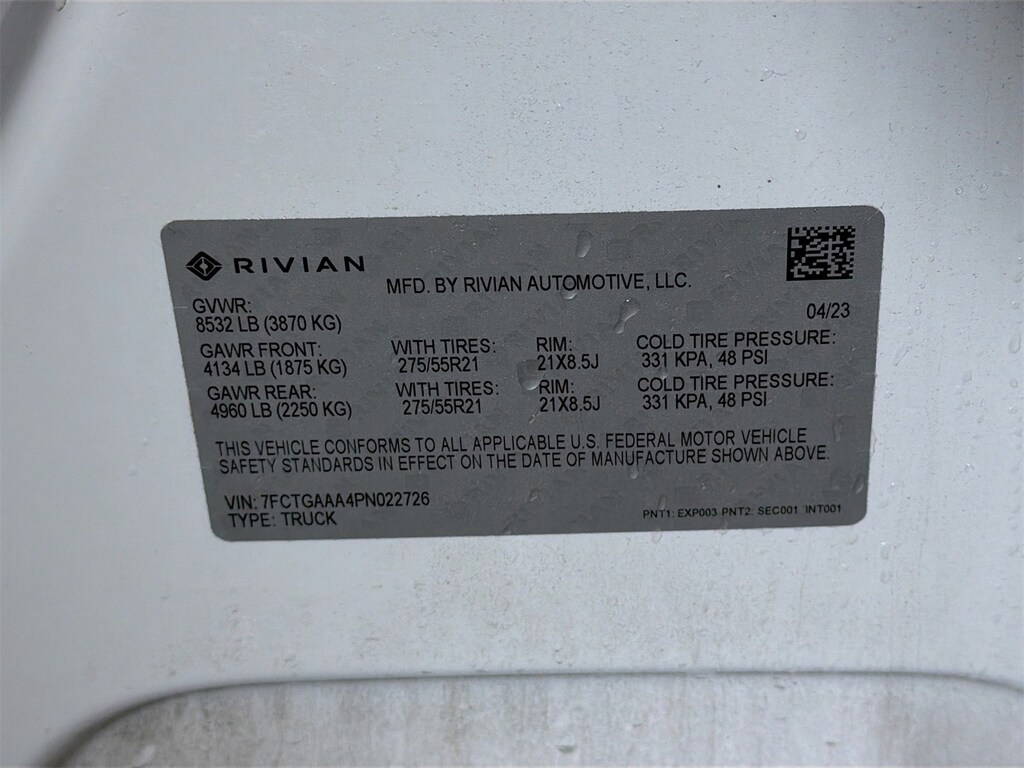 RIVIAN
MFD. BY RIVIAN AUTOMOTIVE, LLC.
04/23
GVWR:
8532 LB (3870 KG)
GAWR FRONT: WITH TIRES: RIM: COLD TIRE PRESSURE:
4134 LB (1875 KG) 275/55R21 21X8.5J 331 KPA, 48 PSI
GAWR REAR: WITH TIRES: RIM: COLD TIRE PRESSURE:
4960 LB (2250 KG) 275/55R21 21X8.5J 331 KPA, 48 PSI
THIS VEHICLE CONFORMS TO ALL APPLICABLE U.S. FEDERAL MOTOR VEHICLE
SAFETY STANDARDS IN EFFECT ON THE DATE OF MANUFACTURE SHOWN ABOVE.
VIN: 7FCTGAAA4PN022726
TYPE: TRUCK
PNT1: EXP003 PNT2: SEC001 INT001